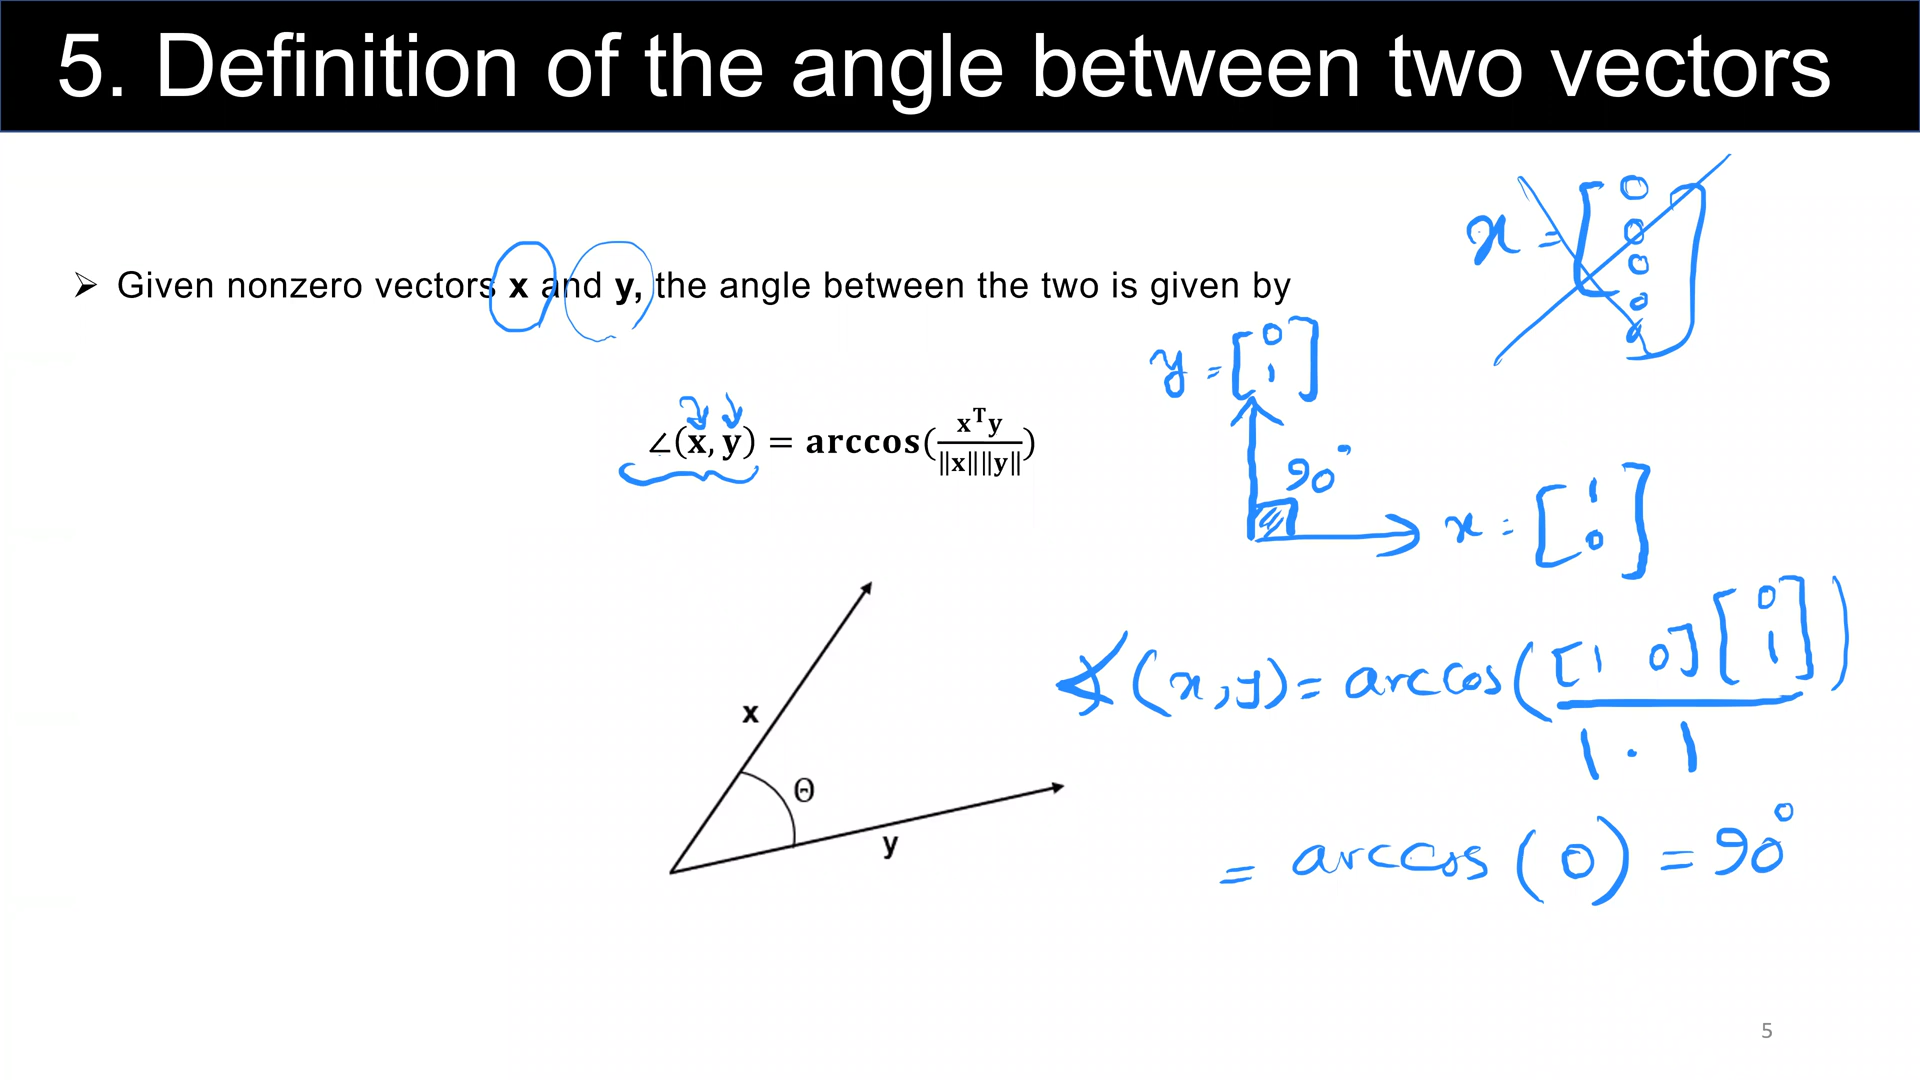 5. Definition of the angle between two vectors
x = [0 0 0 0 0]
➢ Given nonzero vectors x and y, the angle between the two is given by
y = [0 1]
∠(x, y) = arccos(xᵀy / ‖x‖‖y‖)
90°
x = [1 0]
x
Θ
y
∡(x,y) = arccos([1 0][0 1] / 1 · 1)
= arccos(0) = 90°
5